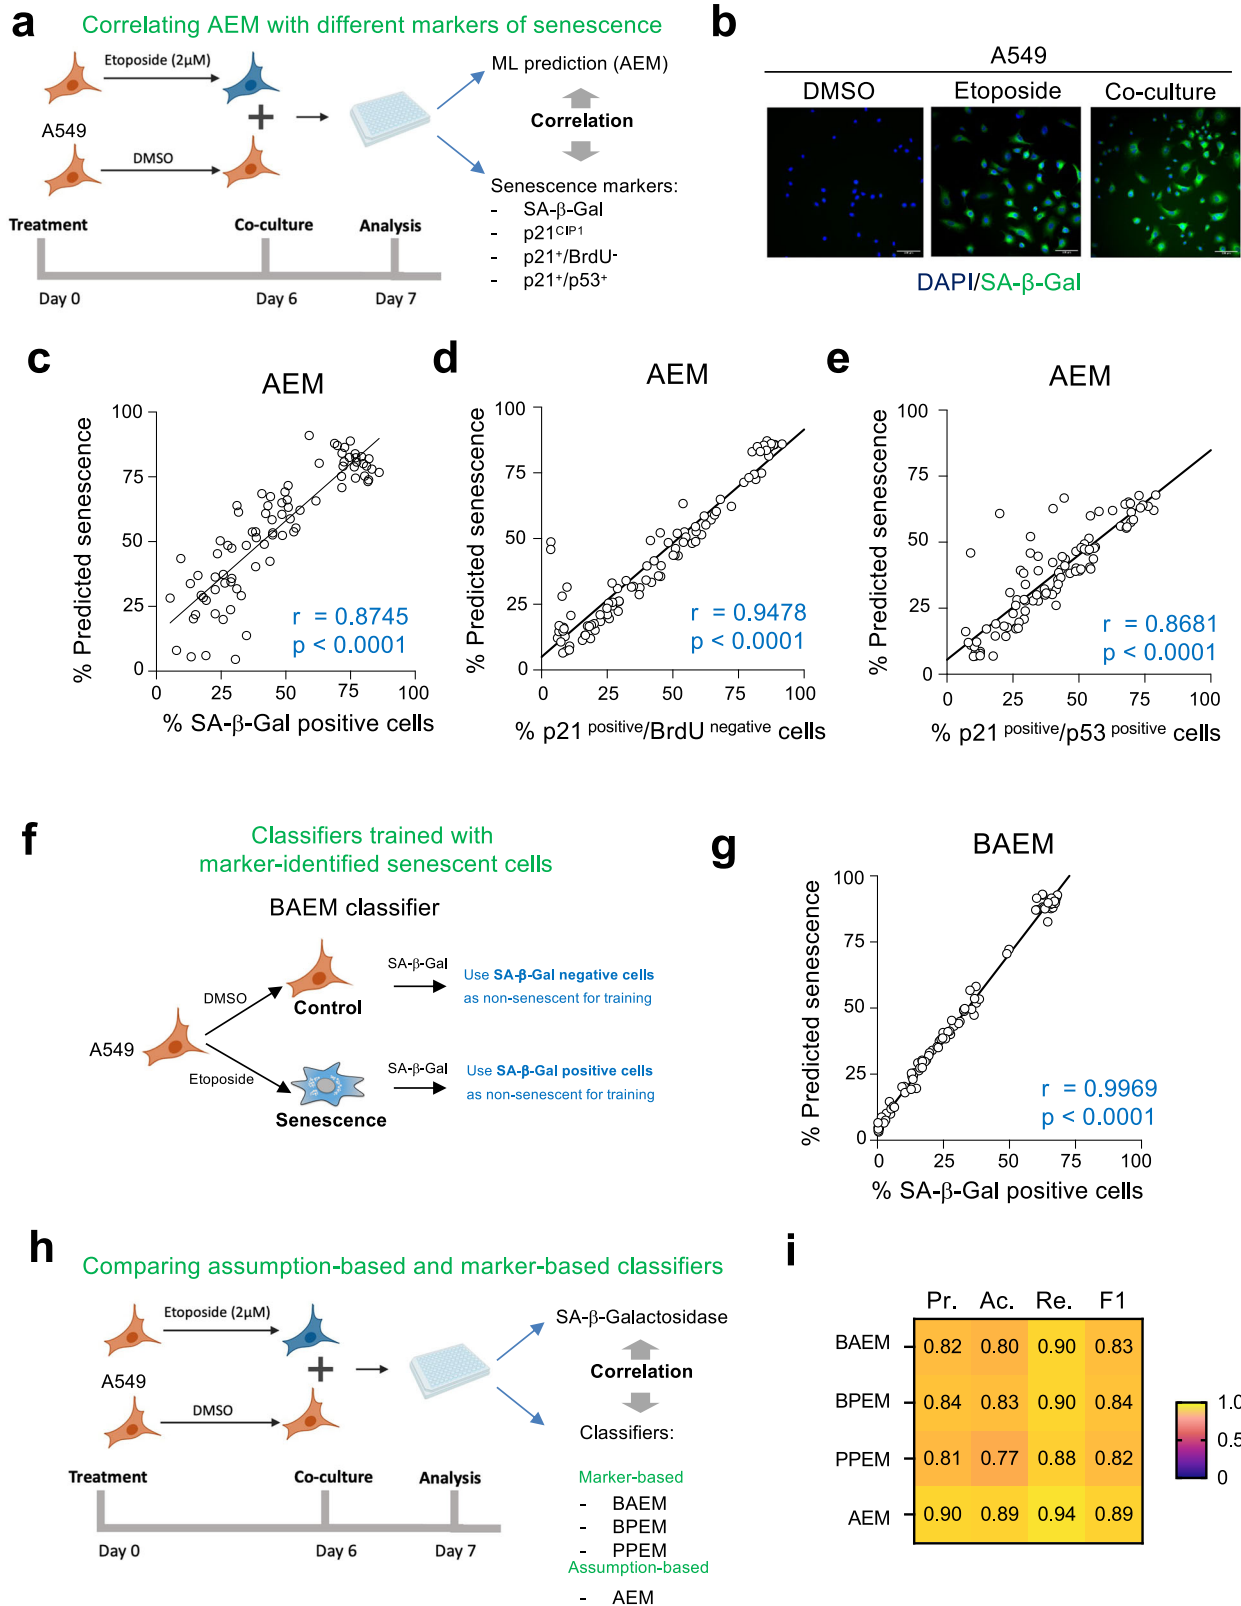 a
Correlating AEM with different markers of senescence
Etoposide (2μM)
A549
DMSO
ML prediction (AEM)
Correlation
Senescence markers:
- SA-β-Gal
- p21CIP1
- p21+/BrdU-
- p21+/p53+
Treatment
Co-culture
Analysis
Day 0
Day 6
Day 7
b
A549
DMSO
Etoposide
Co-culture
DAPI/SA-β-Gal
c
AEM
% Predicted senescence
100
75
50
25
0
r = 0.8745
p < 0.0001
0 25 50 75 100
% SA-β-Gal positive cells
d
AEM
% Predicted senescence
100
75
50
25
0
r = 0.9478
p < 0.0001
0 25 50 75 100
% p21 positive/BrdU negative cells
e
AEM
% Predicted senescence
100
75
50
25
0
r = 0.8681
p < 0.0001
0 25 50 75 100
% p21 positive/p53 positive cells
f
Classifiers trained with
marker-identified senescent cells
BAEM classifier
A549
DMSO
Etoposide
Control
Senescence
SA-β-Gal
Use SA-β-Gal negative cells
as non-senescent for training
SA-β-Gal
Use SA-β-Gal positive cells
as non-senescent for training
g
BAEM
% Predicted senescence
100
75
50
25
0
r = 0.9969
p < 0.0001
0 25 50 75 100
% SA-β-Gal positive cells
h
Comparing assumption-based and marker-based classifiers
Etoposide (2μM)
A549
DMSO
SA-β-Galactosidase
Correlation
Classifiers:
Marker-based
- BAEM
- BPEM
- PPEM
Assumption-based
- AEM
Treatment
Co-culture
Analysis
Day 0
Day 6
Day 7
i
Pr. Ac. Re. F1
BAEM 0.82 0.80 0.90 0.83
BPEM 0.84 0.83 0.90 0.84
PPEM 0.81 0.77 0.88 0.82
AEM 0.90 0.89 0.94 0.89
1.0
0.5
0